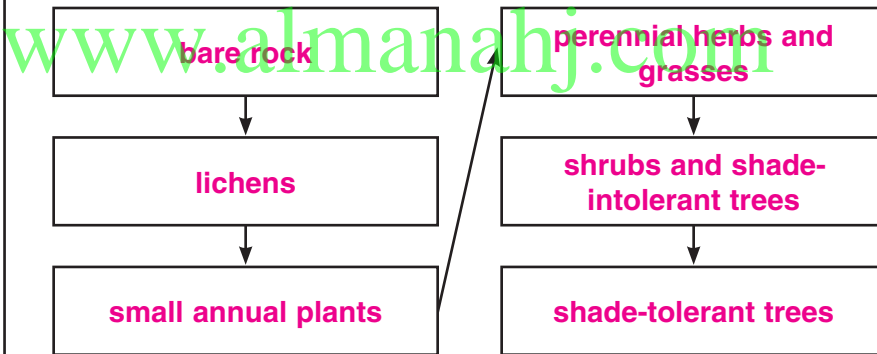 www.almanahj.com
bare rock
lichens
small annual plants
perennial herbs and
grasses
shrubs and shade-
intolerant trees
shade-tolerant trees